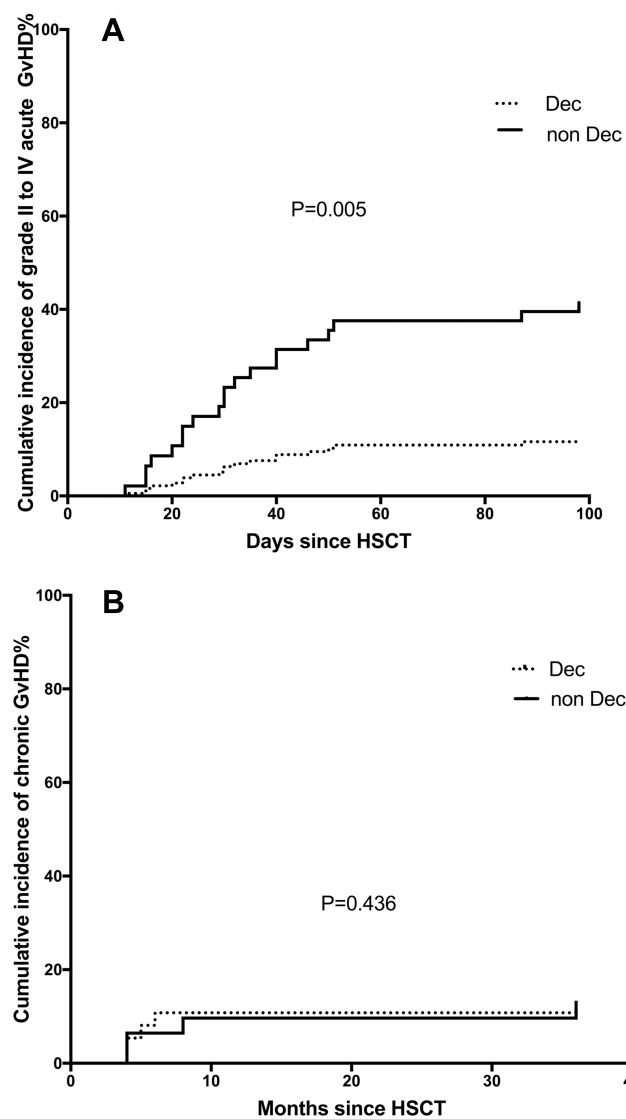 A
Cumulative incidence of grade II to IV acute GvHD%
100
80
60
40
20
0
Dec
non Dec
P=0.005
0 20 40 60 80 100
Days since HSCT
B
Cumulative incidence of chronic GvHD%
100
80
60
40
20
0
Dec
non Dec
P=0.436
0 10 20 30
Months since HSCT